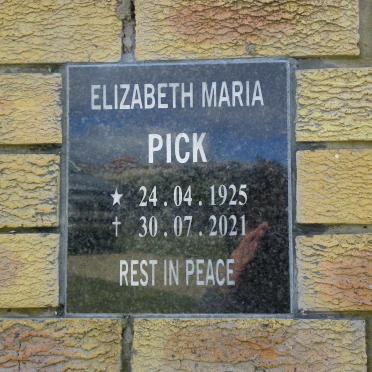 ELIZABETH MARIA
PICK
★ 24.04.1925
† 30.07.2021
REST IN PEACE